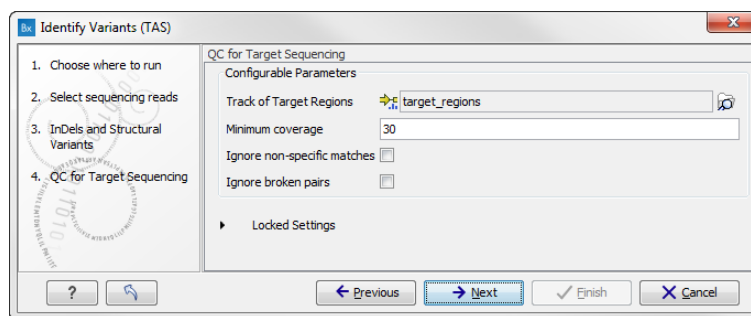 Bx Identify Variants (TAS)
X
1. Choose where to run
2. Select sequencing reads
3. InDels and Structural
Variants
4. QC for Target Sequencing
QC for Target Sequencing
Configurable Parameters
Track of Target Regions target_regions
Minimum coverage 30
Ignore non-specific matches
Ignore broken pairs
Locked Settings
? Previous Next Finish Cancel